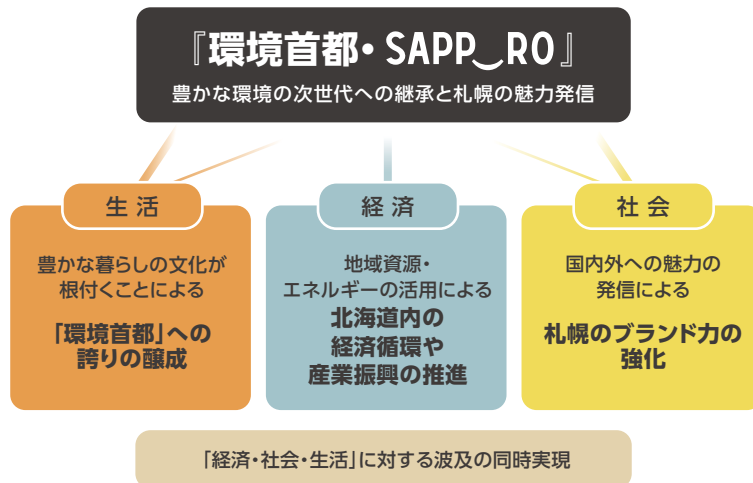 『環境首都・SAPP‿RO』
豊かな環境の次世代への継承と札幌の魅力発信
生活
豊かな暮らしの文化が
根付くことによる
「環境首都」への
誇りの醸成
経済
地域資源・
エネルギーの活用による
北海道内の
経済循環や
産業振興の推進
社会
国内外への魅力の
発信による
札幌のブランド力の
強化
「経済・社会・生活」に対する波及の同時実現